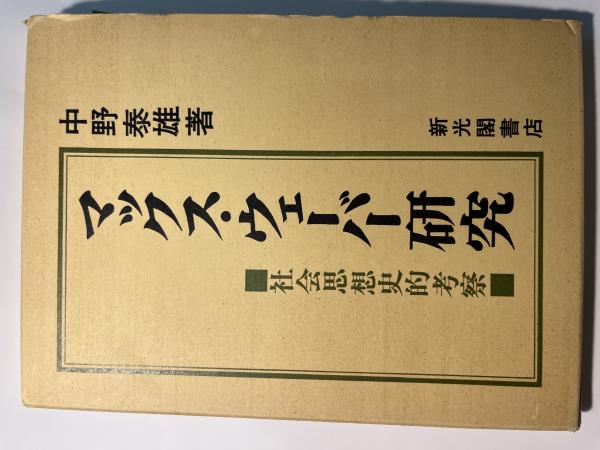 中野泰雄著
マックス・ウェーバー研究
■社会思想史的考察■
新光閣書店